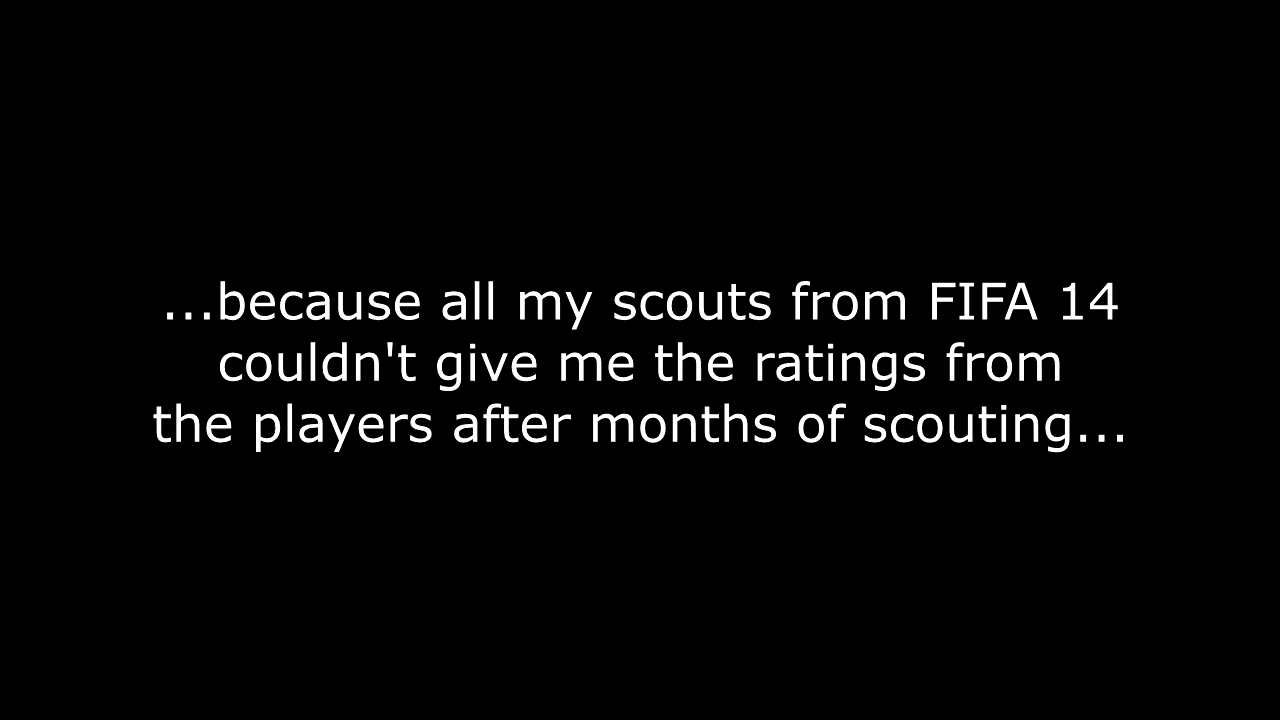 ...because all my scouts from FIFA 14
couldn't give me the ratings from
the players after months of scouting...